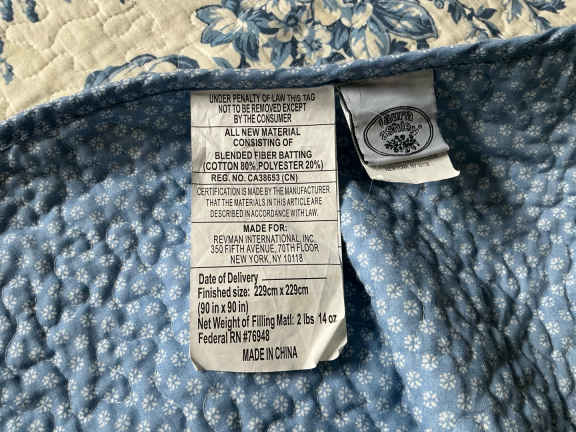 UNDER PENALTY OF LAW THIS TAG
NOT TO BE REMOVED EXCEPT
BY THE CONSUMER
ALL NEW MATERIAL
CONSISTING OF
BLENDED FIBER BATTING
(COTTON 80% POLYESTER 20%)
REG. NO. CA38653 (CN)
CERTIFICATION IS MADE BY THE MANUFACTURER
THAT THE MATERIALS IN THIS ARTICLE ARE
DESCRIBED IN ACCORDANCE WITH LAW.
MADE FOR:
REVMAN INTERNATIONAL, INC.
350 FIFTH AVENUE, 70TH FLOOR
NEW YORK, NY 10118
Date of Delivery
Finished size: 229cm x 229cm
(90 in x 90 in)
Net Weight of Filling Matl: 2 lbs 14 oz
Federal RN #76948
MADE IN CHINA
laura
ashley